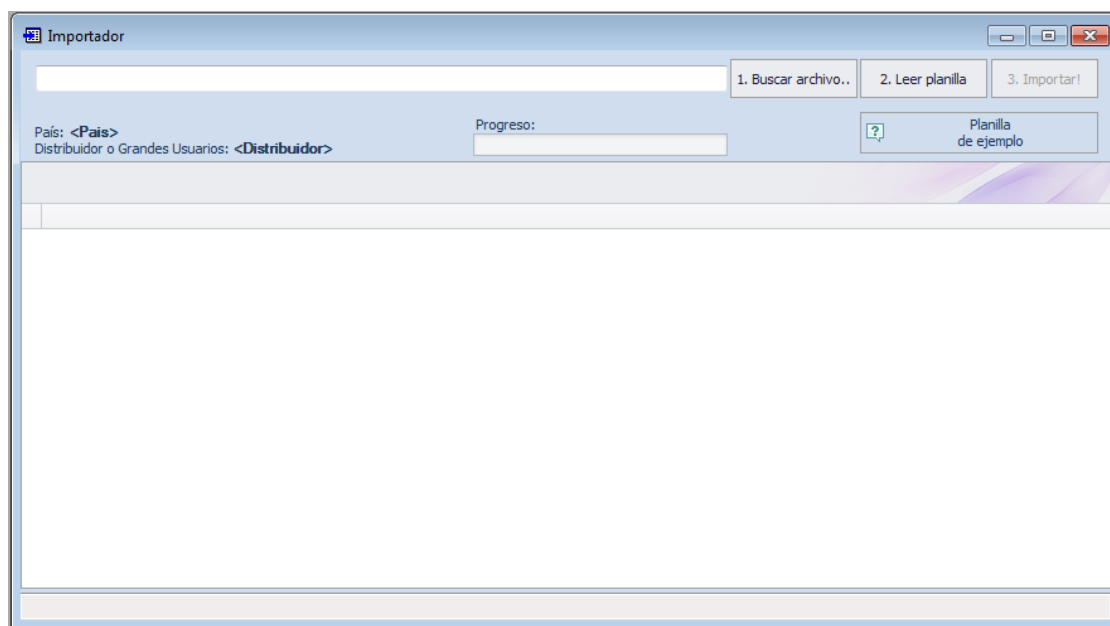 Importador
1. Buscar archivo..
2. Leer planilla
3. Importar!
País: <Pais>
Distribuidor o Grandes Usuarios: <Distribuidor>
Progreso:
Planilla
de ejemplo